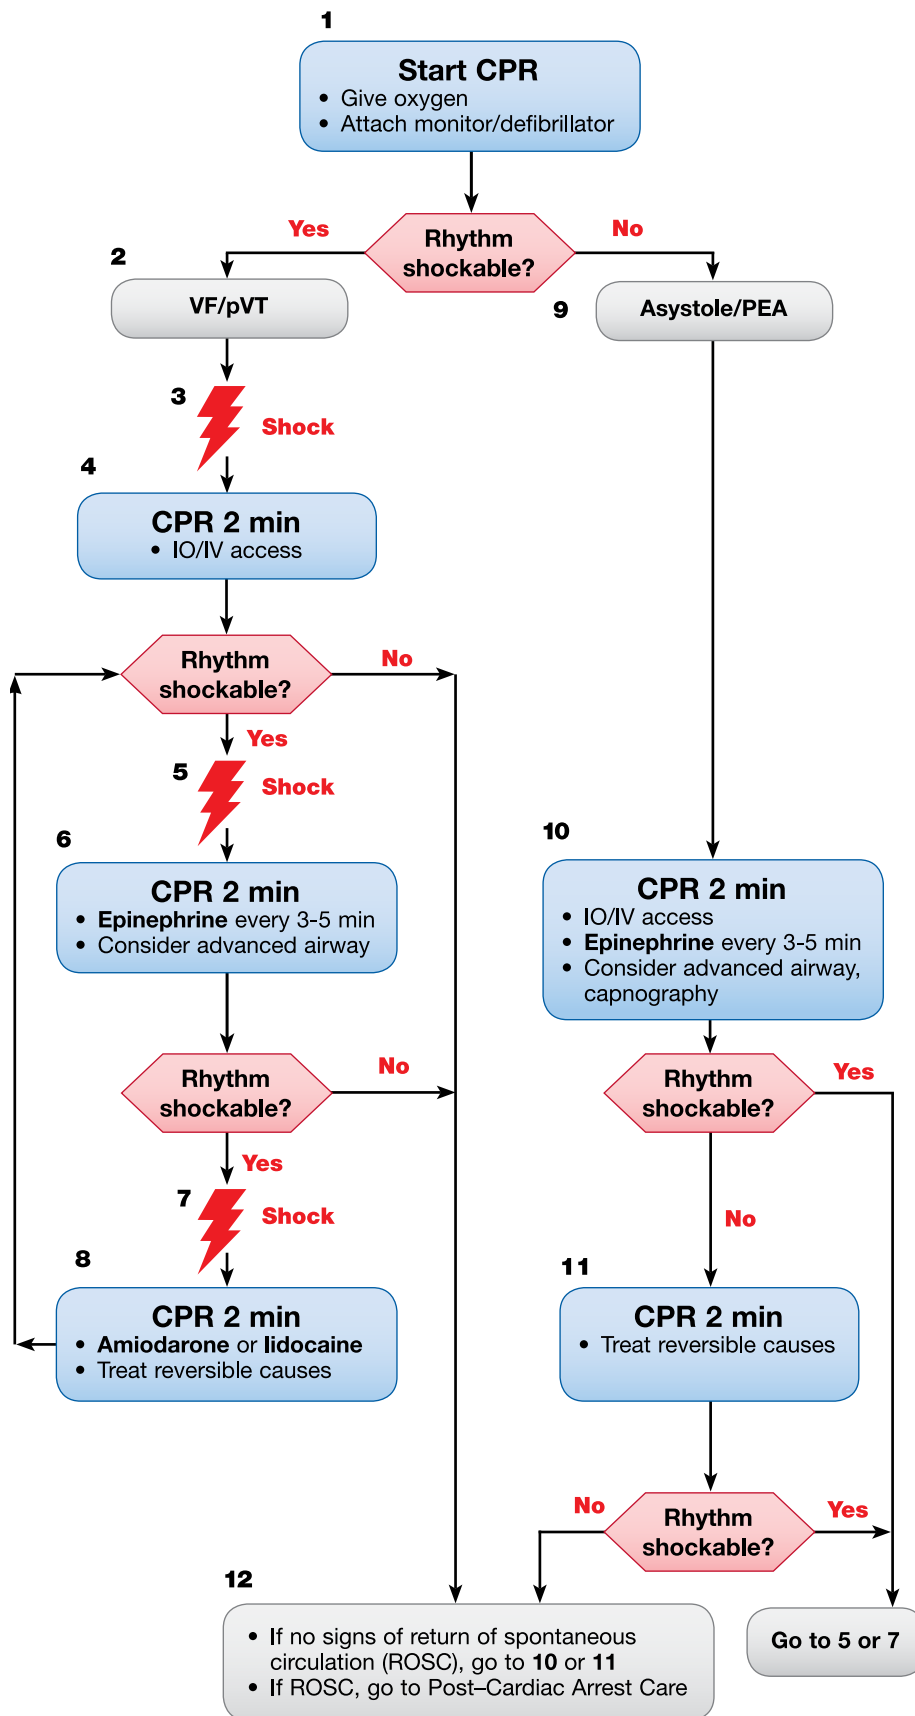 1
Start CPR
• Give oxygen
• Attach monitor/defibrillator
Rhythm
shockable?
Yes
No
2
VF/pVT
9
Asystole/PEA
3
Shock
4
CPR 2 min
• IO/IV access
Rhythm
shockable?
No
Yes
5
Shock
6
CPR 2 min
• Epinephrine every 3-5 min
• Consider advanced airway
Rhythm
shockable?
No
Yes
7
Shock
8
CPR 2 min
• Amiodarone or lidocaine
• Treat reversible causes
10
CPR 2 min
• IO/IV access
• Epinephrine every 3-5 min
• Consider advanced airway,
capnography
Rhythm
shockable?
Yes
No
11
CPR 2 min
• Treat reversible causes
Rhythm
shockable?
No
Yes
12
• If no signs of return of spontaneous
circulation (ROSC), go to 10 or 11
• If ROSC, go to Post–Cardiac Arrest Care
Go to 5 or 7